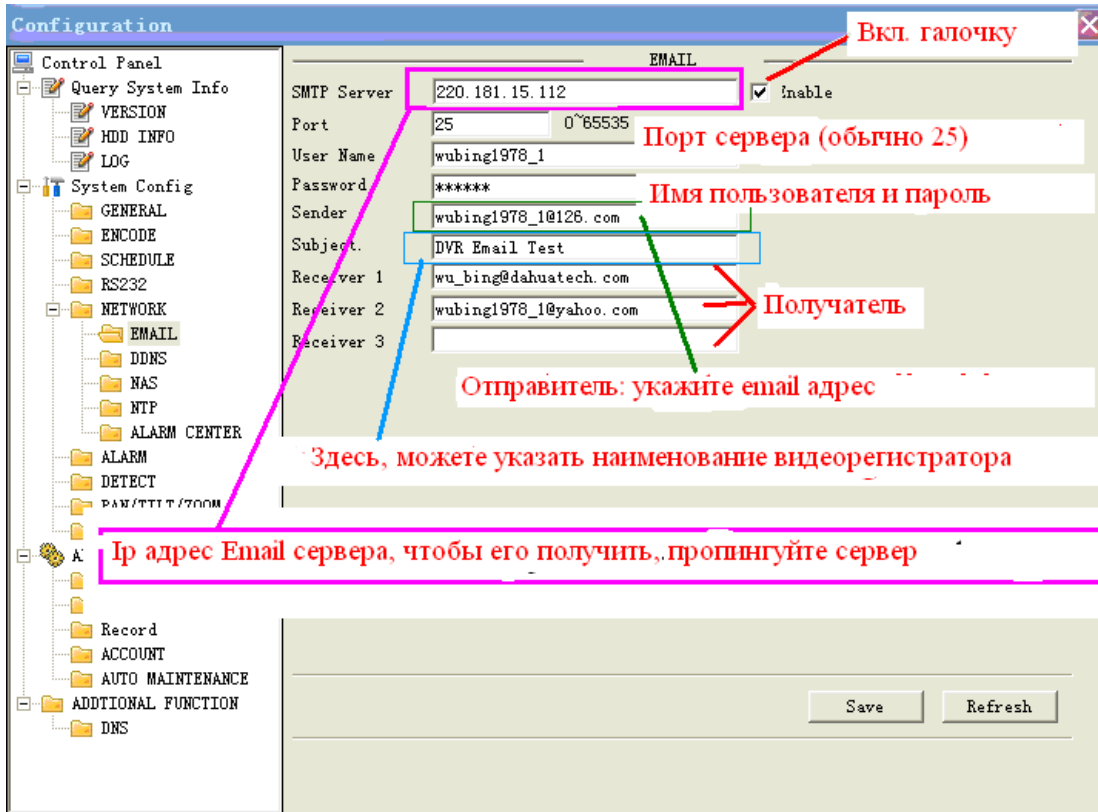 Configuration
Вкл. галочку
Control Panel
Query System Info
VERSION
HDD INFO
LOG
System Config
GENERAL
ENCODE
SCHEDULE
RS232
NETWORK
EMAIL
DDNS
NAS
NTP
ALARM CENTER
ALARM
DETECT
PAN/TILT/ZOOM
A
Record
ACCOUNT
AUTO MAINTENANCE
ADDTIONAL FUNCTION
DNS
EMAIL
SMTP Server 220.181.15.112 Enable
Port 25 0~65535
Порт сервера (обычно 25)
User Name wubing1978_1
Password ******
Имя пользователя и пароль
Sender wubing1978_1@126.com
Subject. DVR Email Test
Receiver 1 wu_bing@dahuatech.com
Receiver 2 wubing1978_1@yahoo.com
Получатель
Receiver 3
Отправитель: укажите email адрес
Здесь, можете указать наименование видеорегистратора
Ip адрес Email сервера, чтобы его получить, пропингуйте сервер
Save Refresh